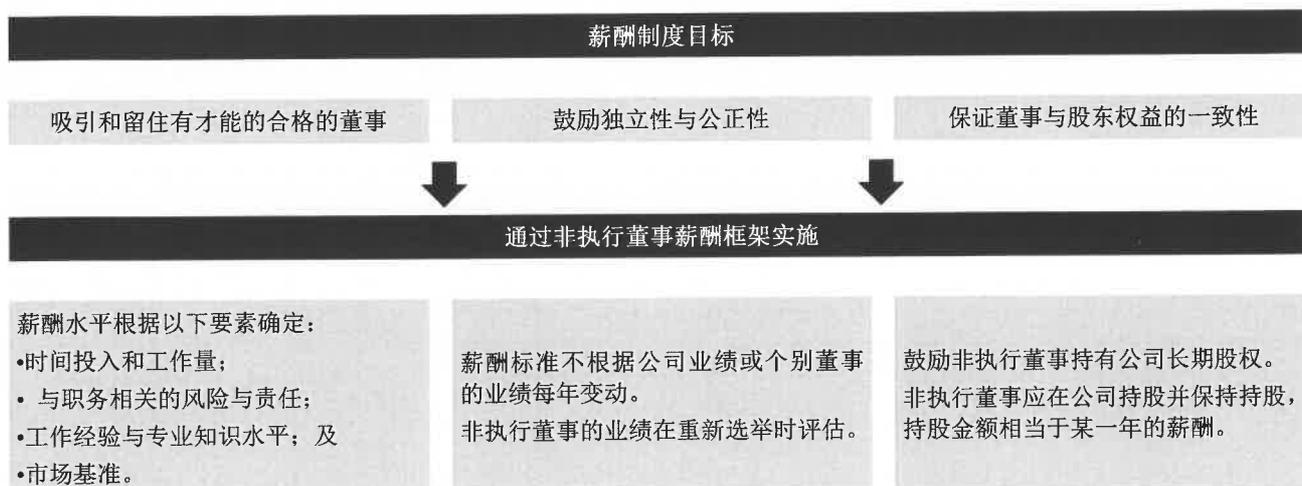 薪酬制度目标
吸引和留住有才能的合格的董事
鼓励独立性与公正性
保证董事与股东权益的一致性
通过非执行董事薪酬框架实施
薪酬水平根据以下要素确定：
•时间投入和工作量；
• 与职务相关的风险与责任；
•工作经验与专业知识水平；及
•市场基准。
薪酬标准不根据公司业绩或个别董事
的业绩每年变动。
非执行董事的业绩在重新选举时评估。
鼓励非执行董事持有公司长期股权。
非执行董事应在公司持股并保持持股，
持股金额相当于某一年的薪酬。